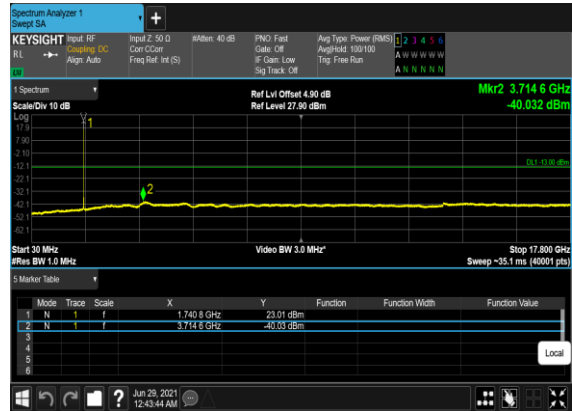 Spectrum Analyzer 1
Swept SA
+
KEYSIGHT Input: RF Input Z: 50 Ω #Atten: 40 dB PNO: Fast Avg Type: Power (RMS) 1 2 3 4 5 6
RL Coupling: DC Corr CCorr Gate: Off Avg|Hold: 100/100 A W W W W W
Align: Auto Freq Ref: Int (S) IF Gain: Low Trig: Free Run
Sig Track: Off A N N N N N
1 Spectrum Ref Lvl Offset 4.90 dB Mkr2 3.714 6 GHz
Scale/Div 10 dB Ref Level 27.90 dBm -40.032 dBm
Log
17.9
7.90
-2.10
-12.1
-22.1
-32.1
-42.1
-52.1
-62.1
1
2
DL1 -13.00 dBm
Start 30 MHz Video BW 3.0 MHz* Stop 17.800 GHz
#Res BW 1.0 MHz Sweep ~35.1 ms (40001 pts)
5 Marker Table
Mode Trace Scale X Y Function Function Width Function Value
1 N 1 f 1.740 8 GHz 23.01 dBm
2 N 1 f 3.714 6 GHz -40.03 dBm
3
4
5
6
Local
? Jun 29, 2021
12:43:44 AM